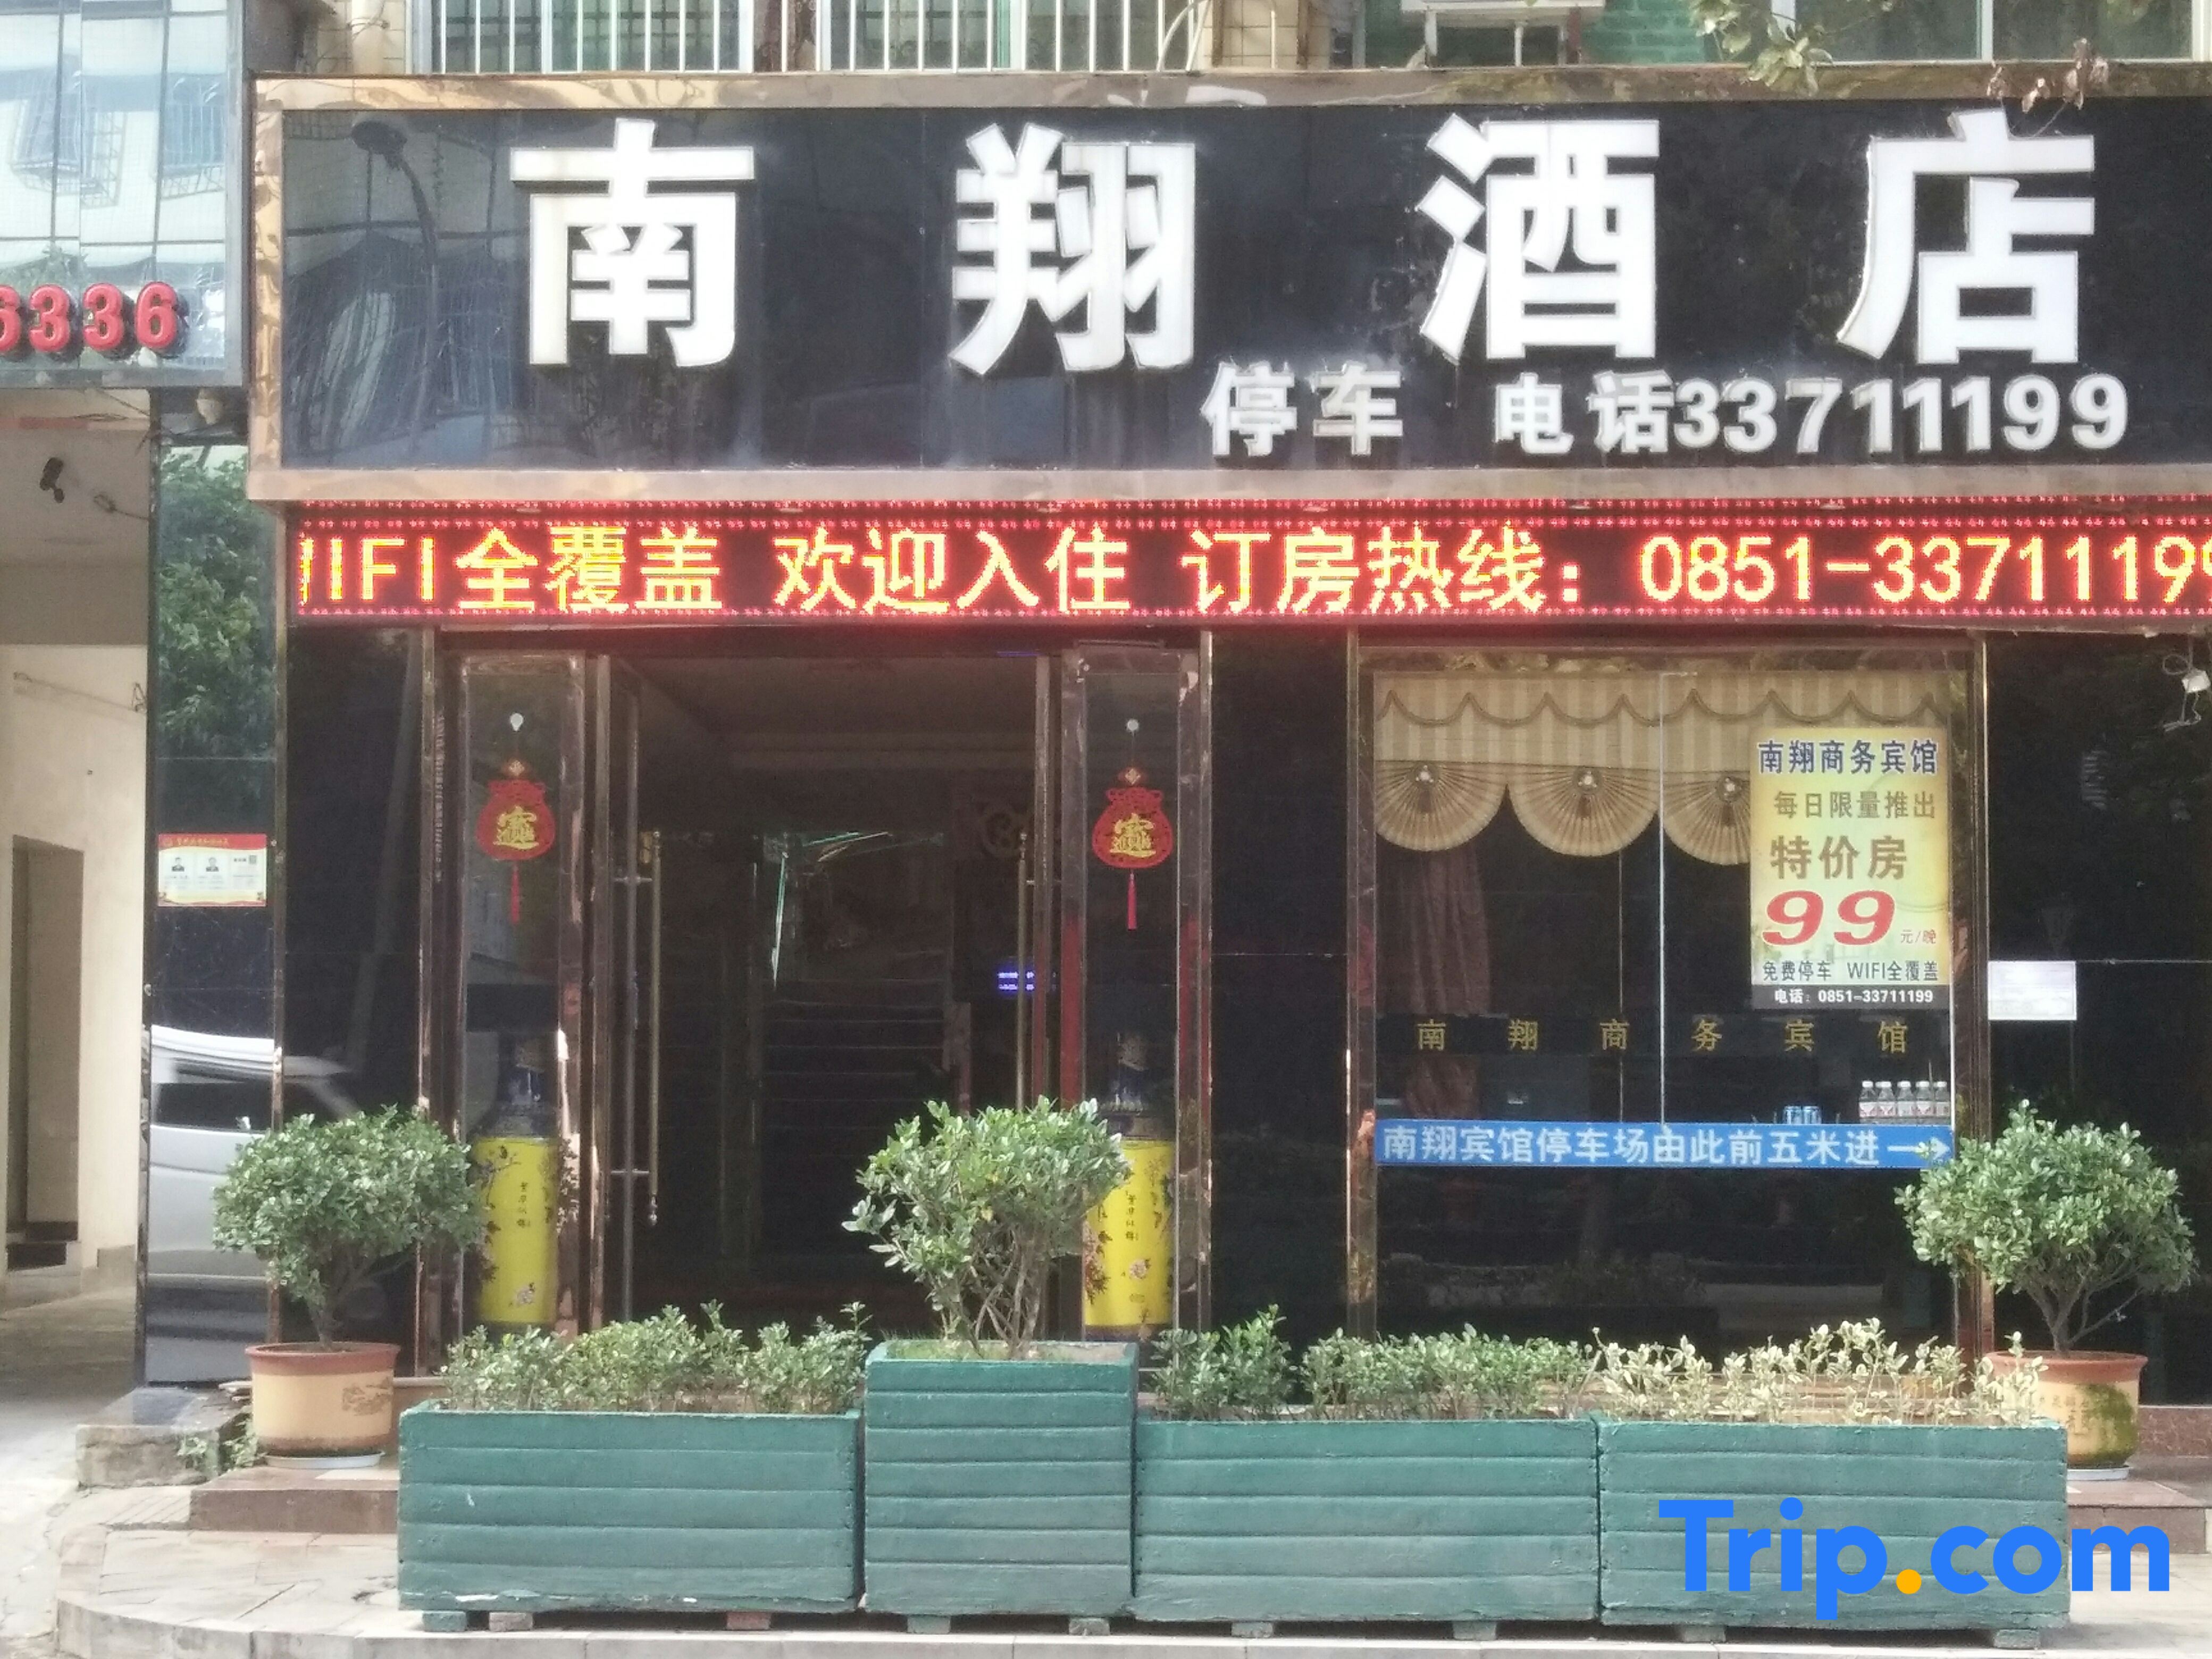 南翔酒店
停车 电话33711199
6336
IFI全覆盖 欢迎入住 订房热线：0851-3371119
南翔商务宾馆
每日限量推出
特价房
99元/晚
免费停车 WIFI全覆盖
电话：0851-33711199
南翔商务宾馆
南翔宾馆停车场由此前五米进
Trip.com